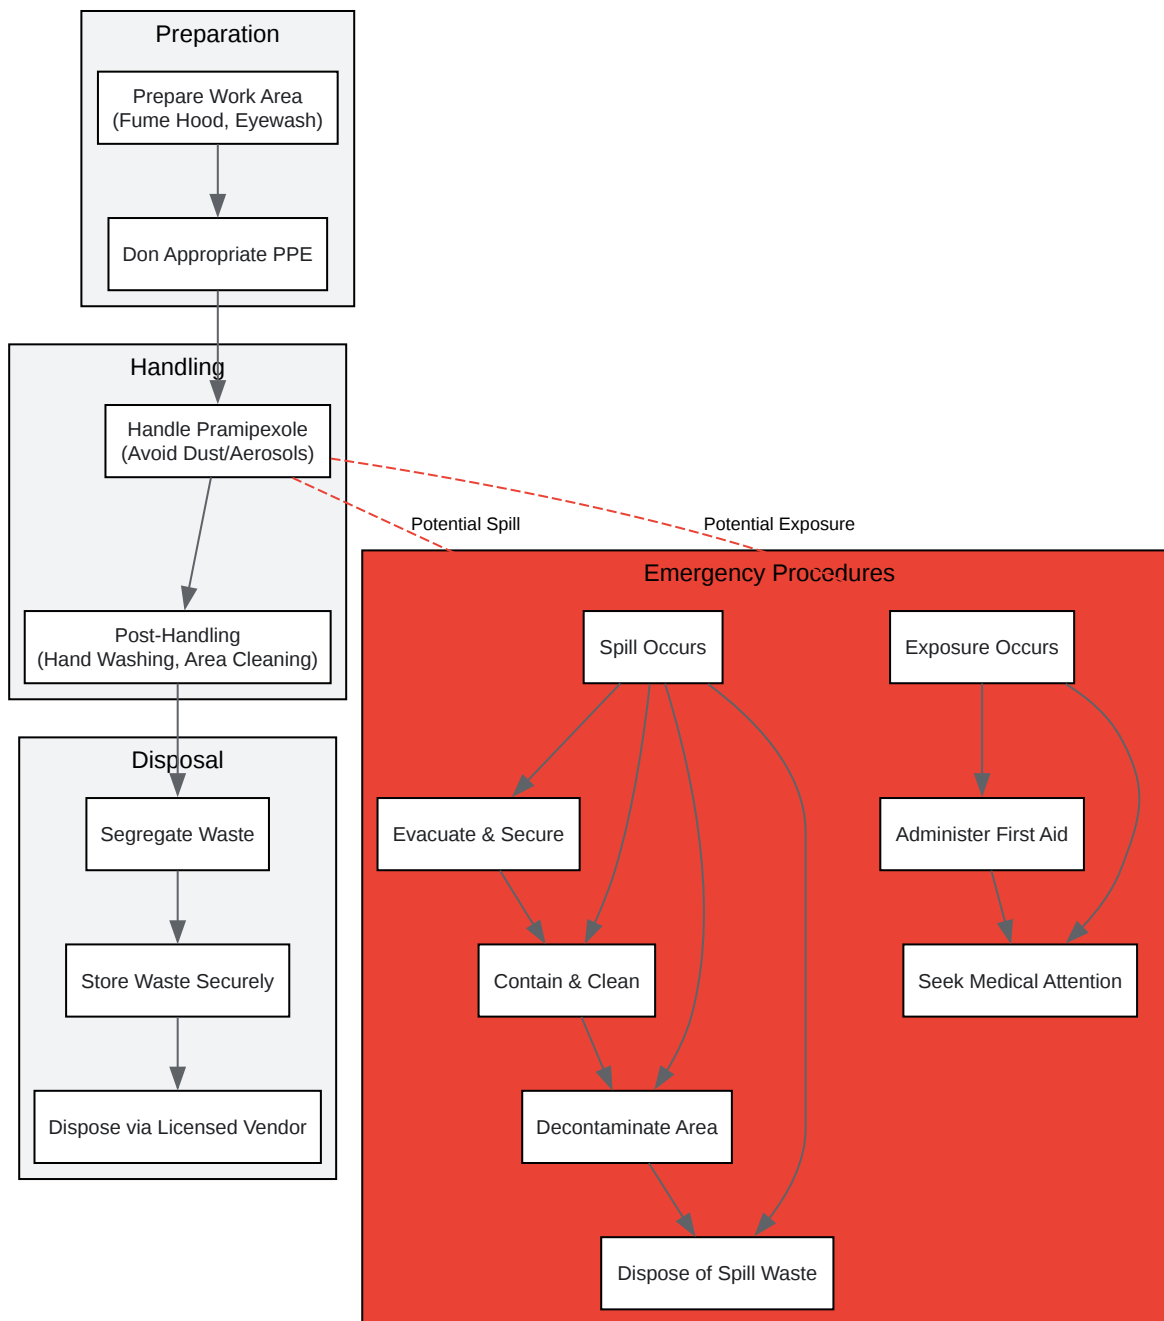 Preparation
Prepare Work Area
(Fume Hood, Eyewash)
Don Appropriate PPE
Handling
Handle Pramipexole
(Avoid Dust/Aerosols)
Potential Spill
Potential Exposure
Post-Handling
(Hand Washing, Area Cleaning)
Disposal
Segregate Waste
Store Waste Securely
Dispose via Licensed Vendor
Emergency Procedures
Spill Occurs
Exposure Occurs
Evacuate & Secure
Administer First Aid
Contain & Clean
Seek Medical Attention
Decontaminate Area
Dispose of Spill Waste